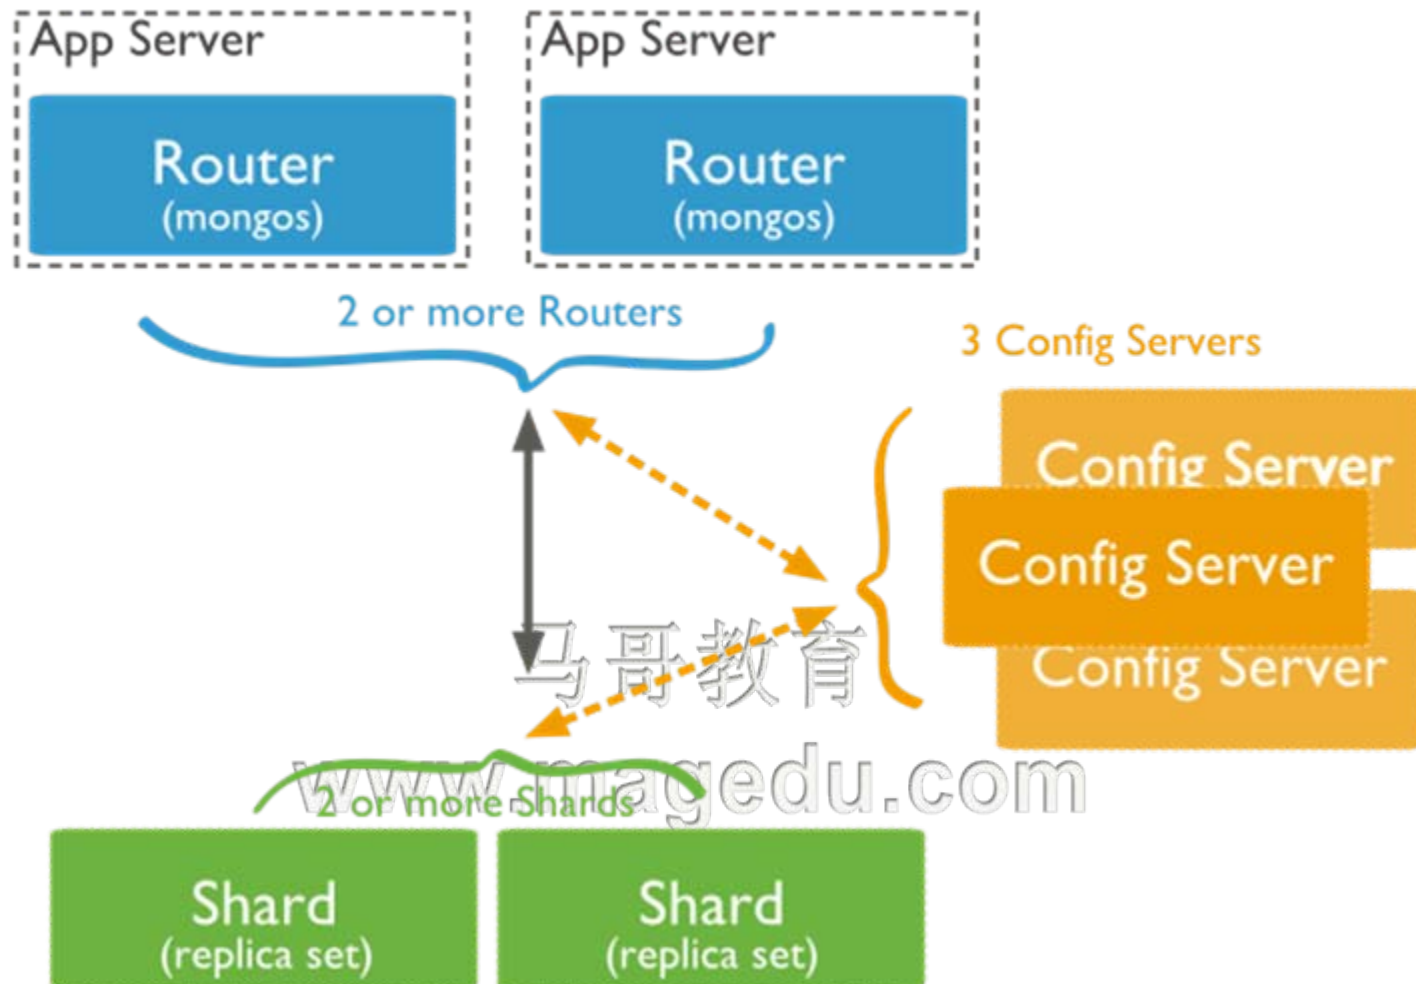 App Server
App Server
Router
(mongos)
Router
(mongos)
2 or more Routers
3 Config Servers
Config Server
Config Server
Config Server
马哥教育
www.magedu.com
2 or more Shards
Shard
(replica set)
Shard
(replica set)